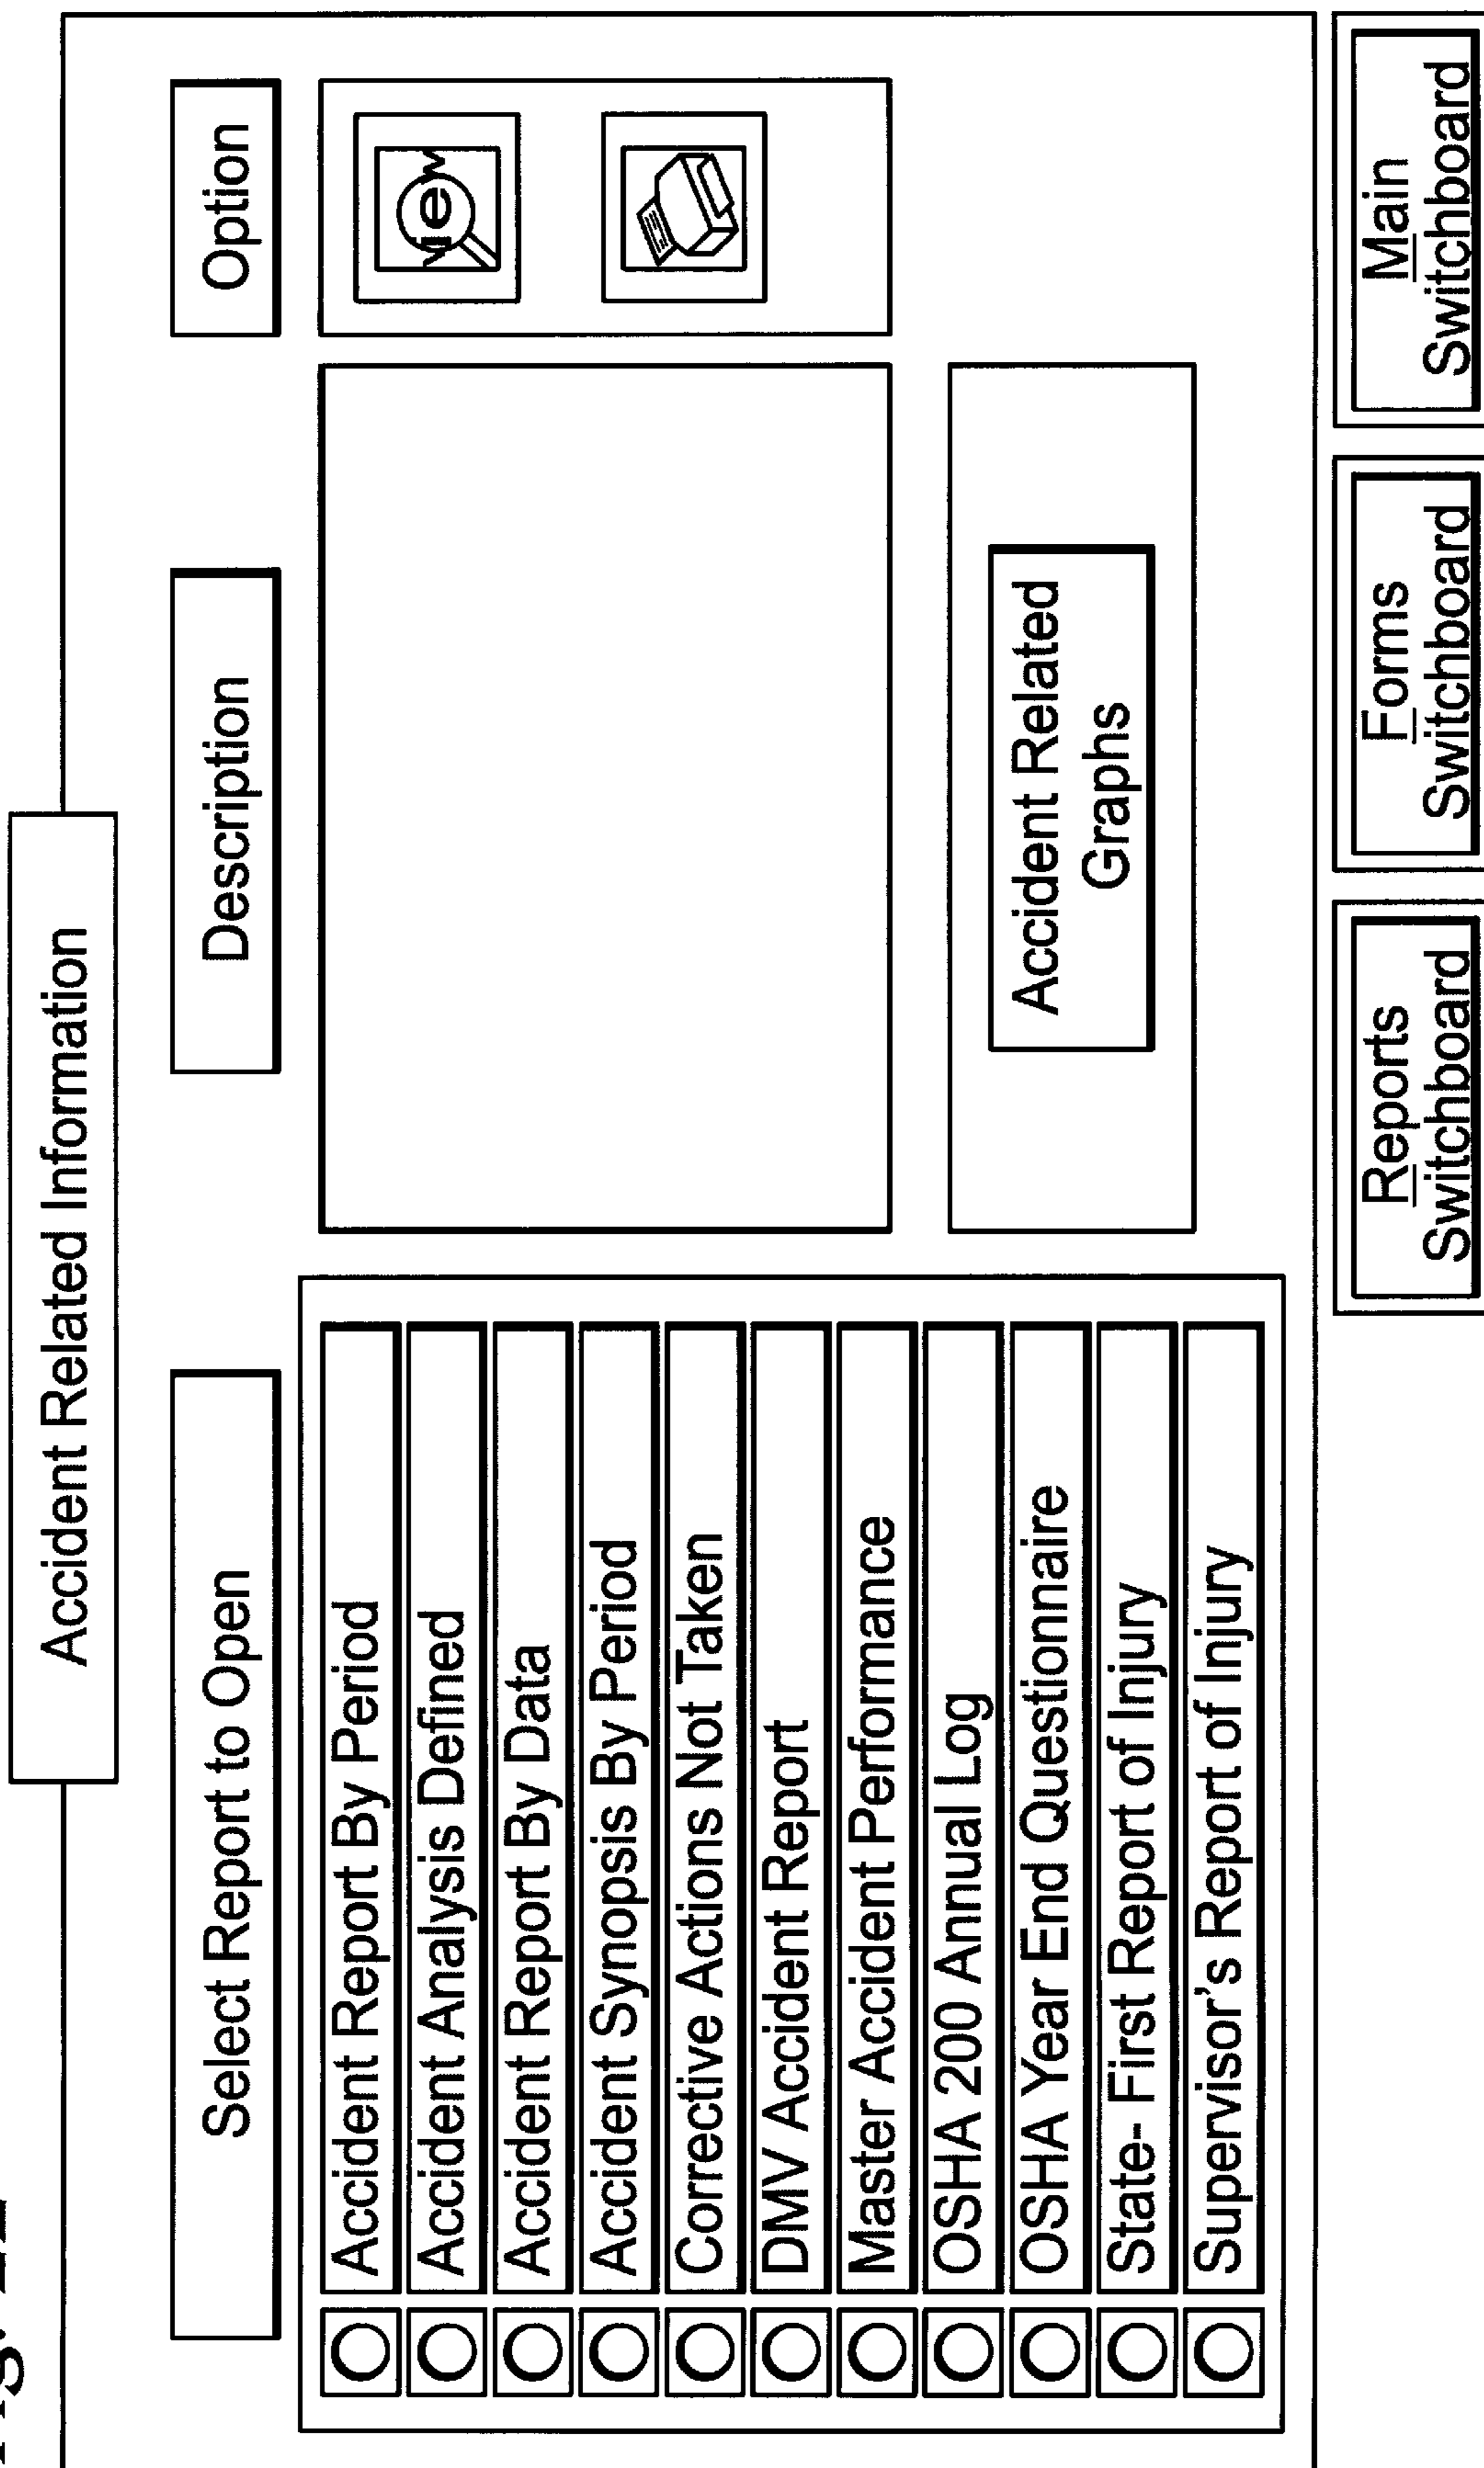 Accident Related Information
Select Report to Open
Description
Option
Accident Report By Period
Accident Analysis Defined
Accident Report By Data
Accident Synopsis By Period
Corrective Actions Not Taken
DMV Accident Report
Master Accident Performance
OSHA 200 Annual Log
OSHA Year End Questionnaire
State- First Report of Injury
Supervisor's Report of Injury
view
Accident Related
Graphs
Reports
Switchboard
Forms
Switchboard
Main
Switchboard